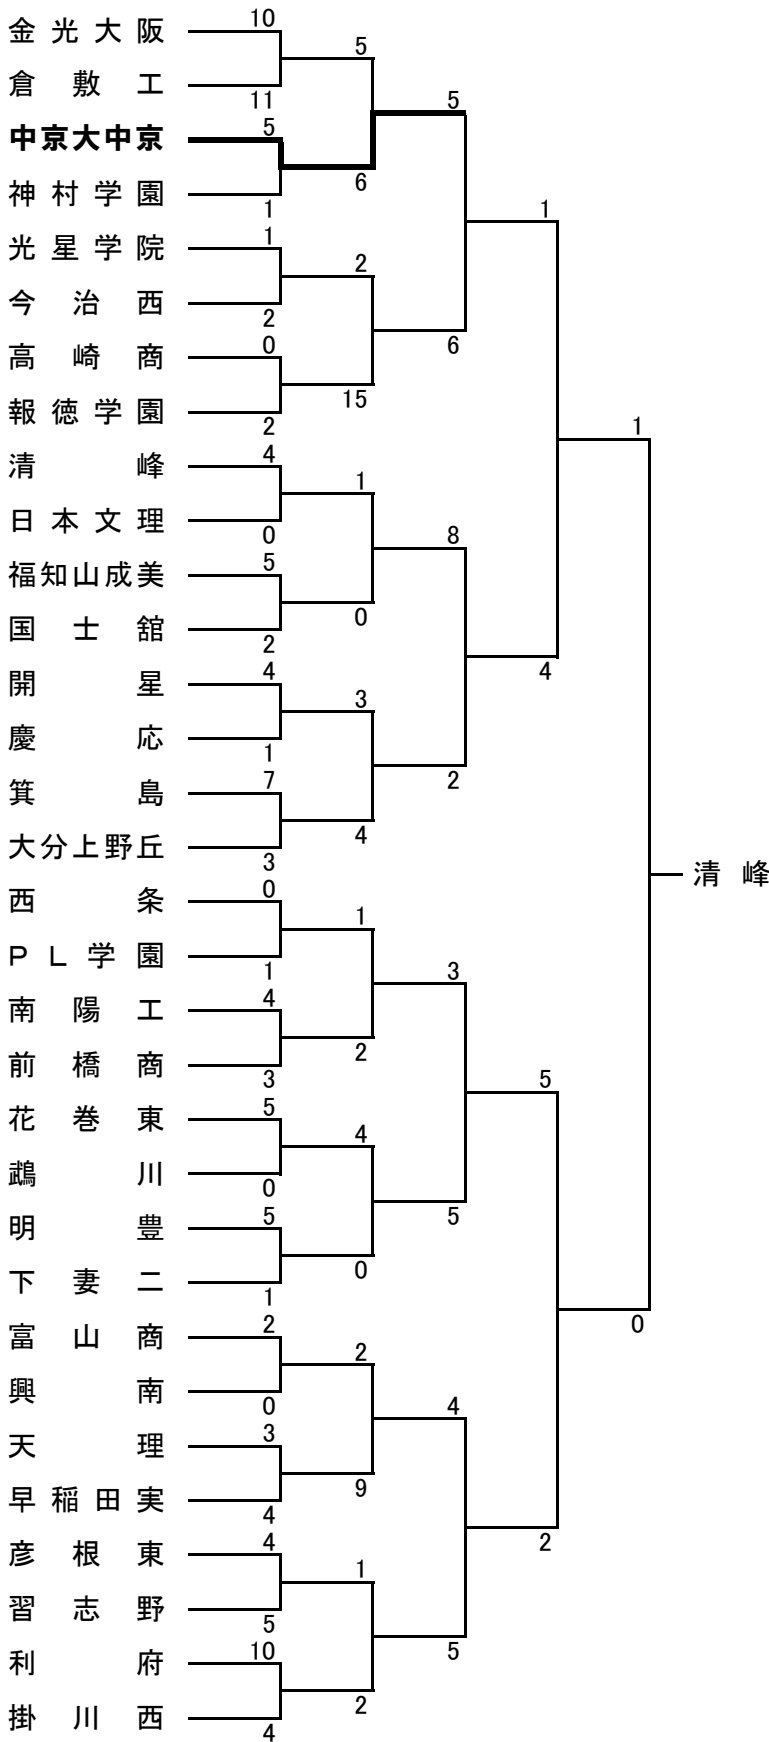 金光大阪 10
5
倉敷工 11
5
中京大中京 5
6
神村学園 1
1
光星学院 1
2
今治西 2
6
高崎商 0
15
報徳学園 2
1
清峰 4
1
日本文理 0
8
福知山成美 5
0
国士舘 2
4
開星 4
3
慶応 1
2
箕島 7
4
大分上野丘 3
清峰
西条 0
1
PL学園 1
3
南陽工 4
2
前橋商 3
5
花巻東 5
4
鵡川 0
5
明豊 5
0
下妻二 1
0
富山商 2
2
興南 0
4
天理 3
9
早稲田実 4
2
彦根東 4
1
習志野 5
5
利府 10
2
掛川西 4